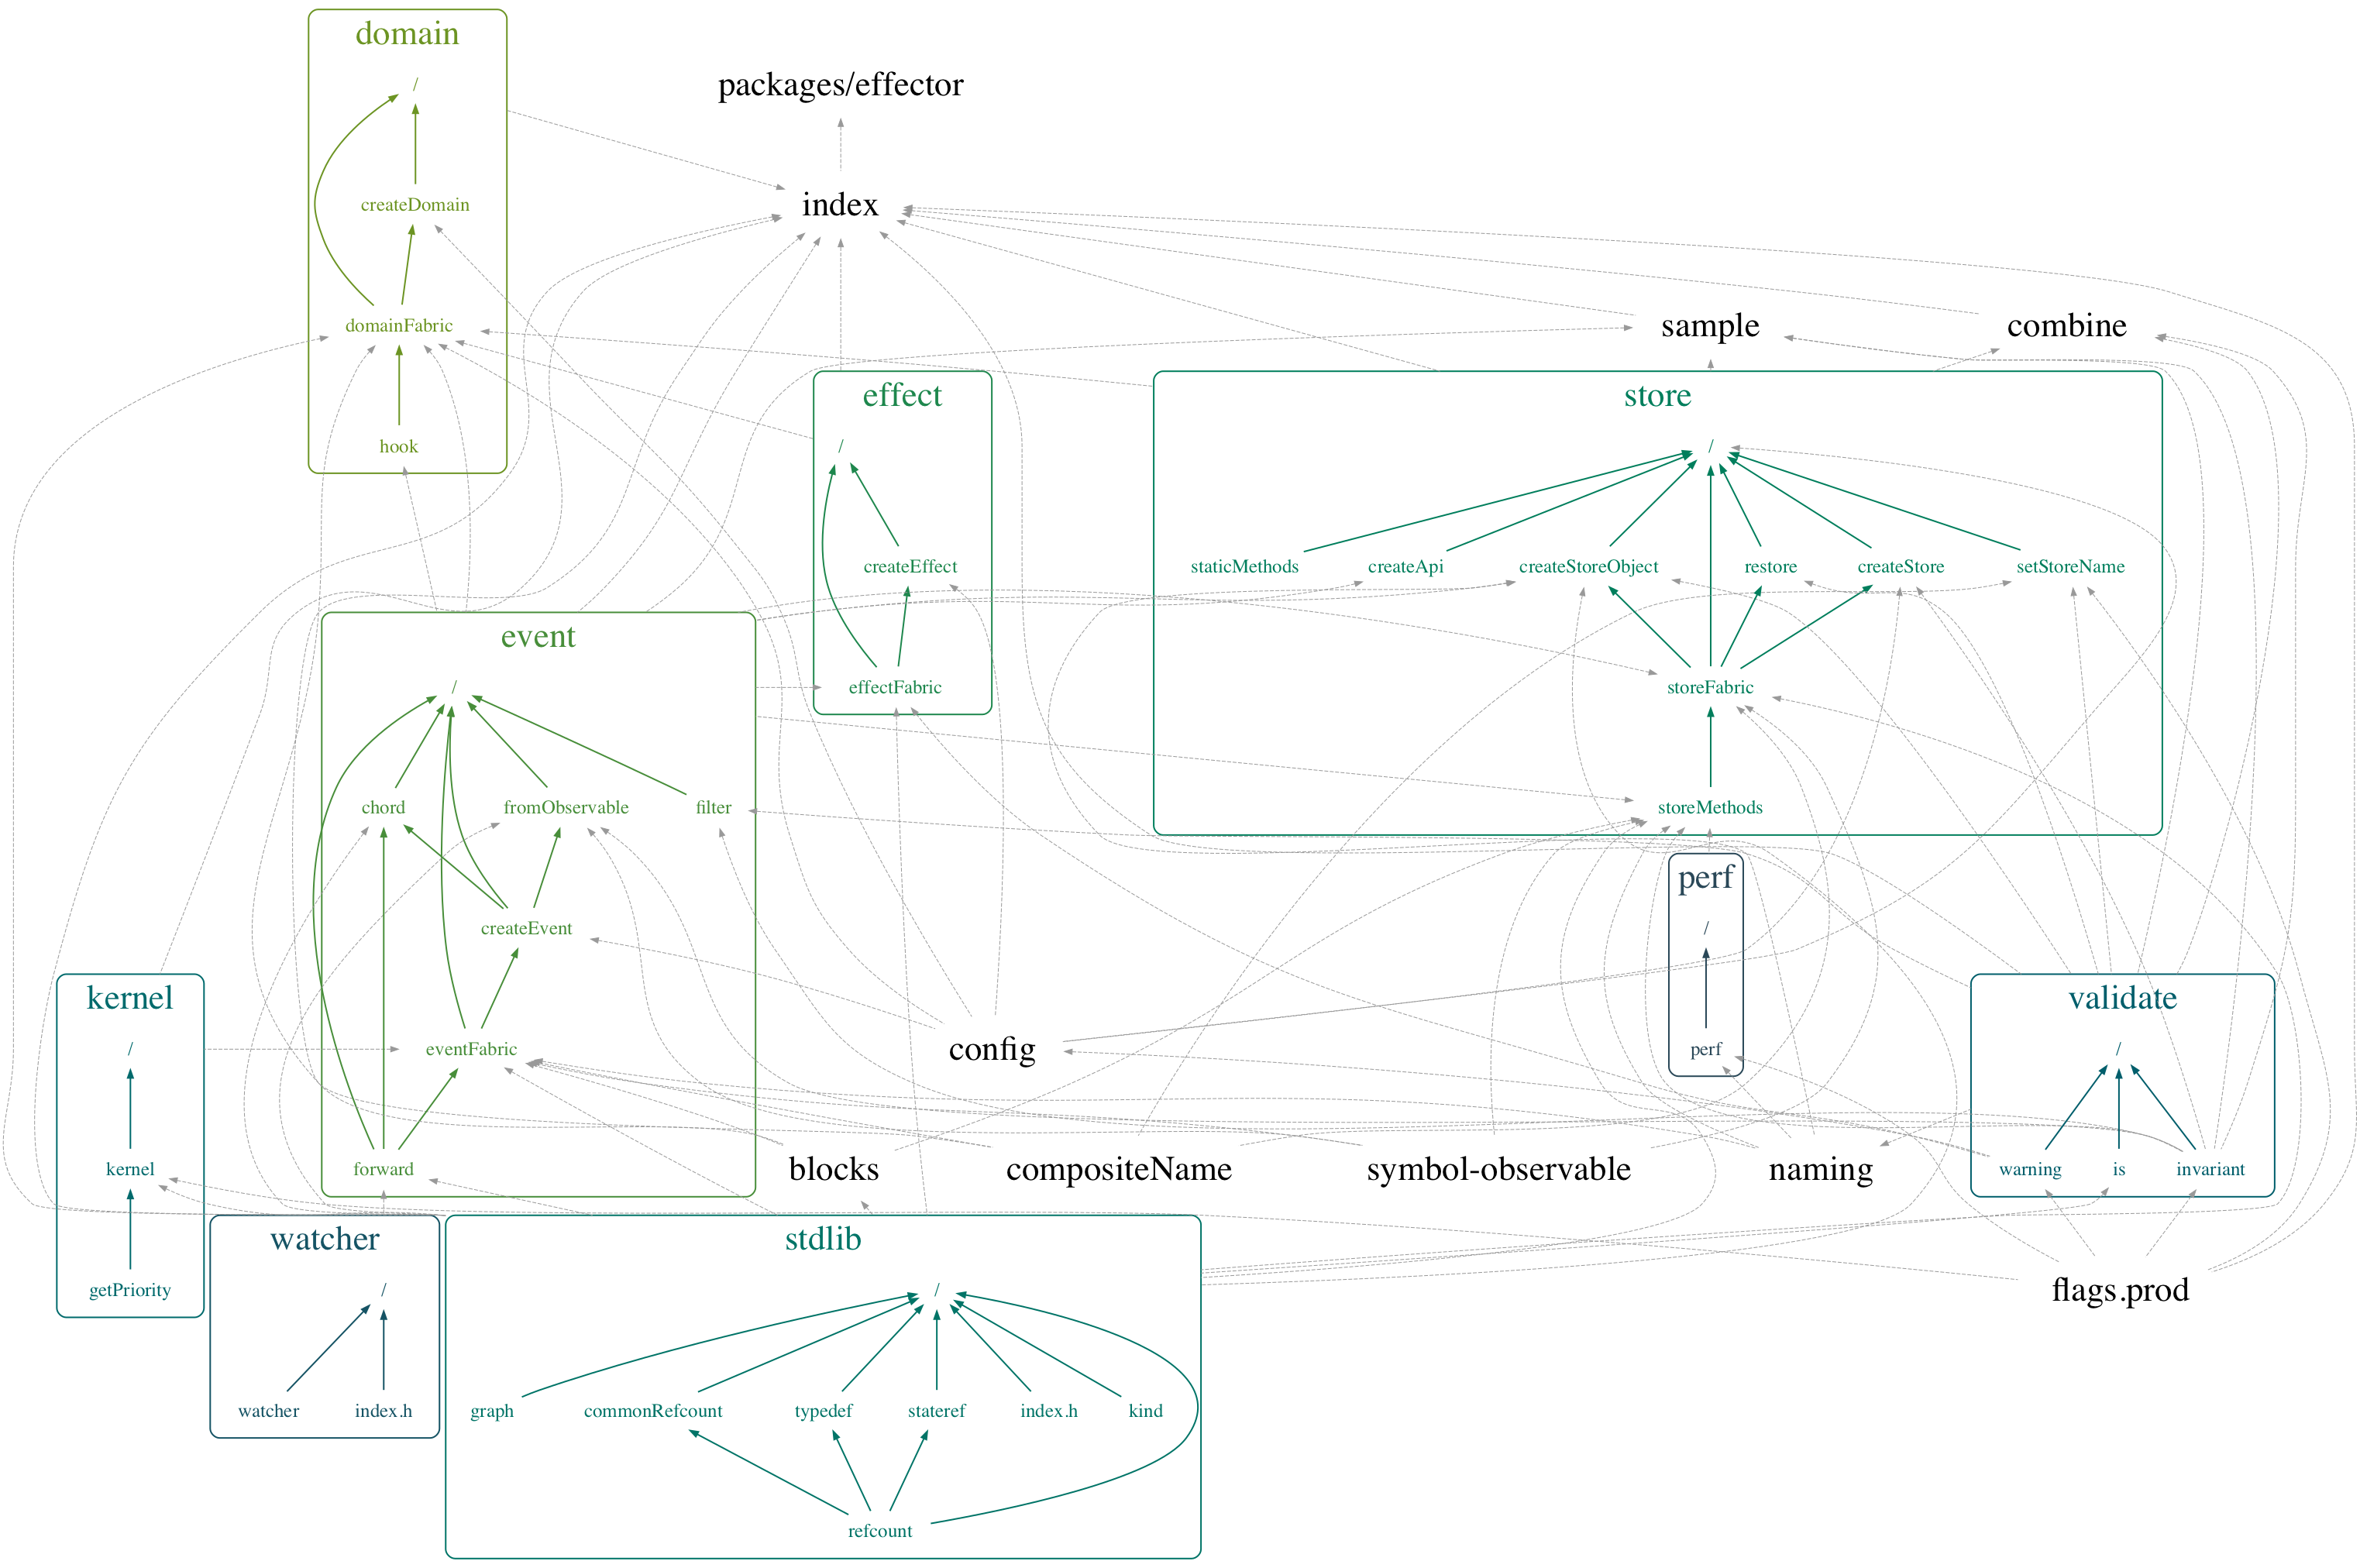 domain
/
packages/effector
createDomain
index
domainFabric
sample
combine
hook
effect
/
createEffect
effectFabric
store
/
staticMethods
createApi
createStoreObject
restore
createStore
setStoreName
storeFabric
storeMethods
event
/
chord
fromObservable
filter
createEvent
eventFabric
forward
perf
/
perf
kernel
/
kernel
getPriority
config
validate
/
warning
is
invariant
blocks
compositeName
symbol-observable
naming
flags.prod
watcher
/
watcher
index.h
stdlib
/
graph
commonRefcount
typedef
stateref
index.h
kind
refcount